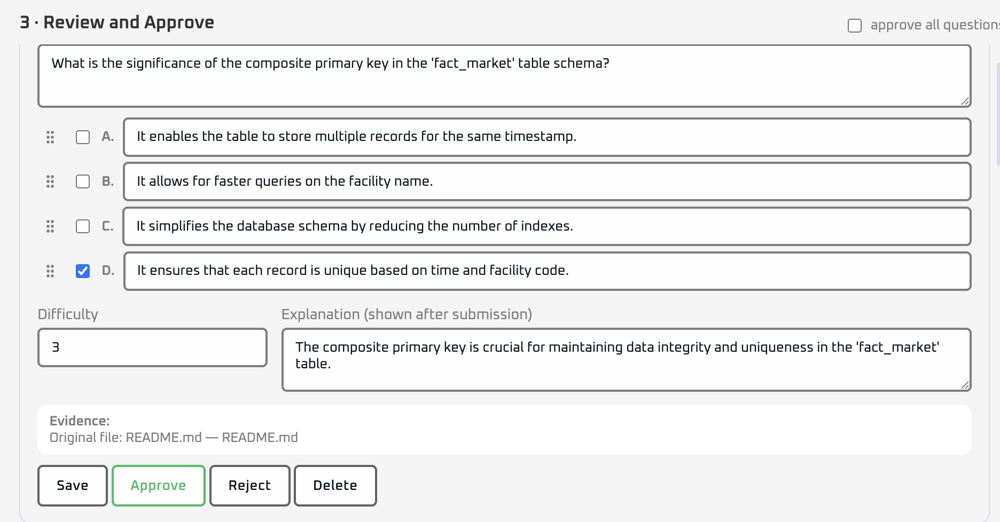 3 · Review and Approve
approve all questions
What is the significance of the composite primary key in the 'fact_market' table schema?
A. It enables the table to store multiple records for the same timestamp.
B. It allows for faster queries on the facility name.
C. It simplifies the database schema by reducing the number of indexes.
D. It ensures that each record is unique based on time and facility code.
Difficulty
3
Explanation (shown after submission)
The composite primary key is crucial for maintaining data integrity and uniqueness in the 'fact_market'
table.
Evidence:
Original file: README.md — README.md
Save Approve Reject Delete